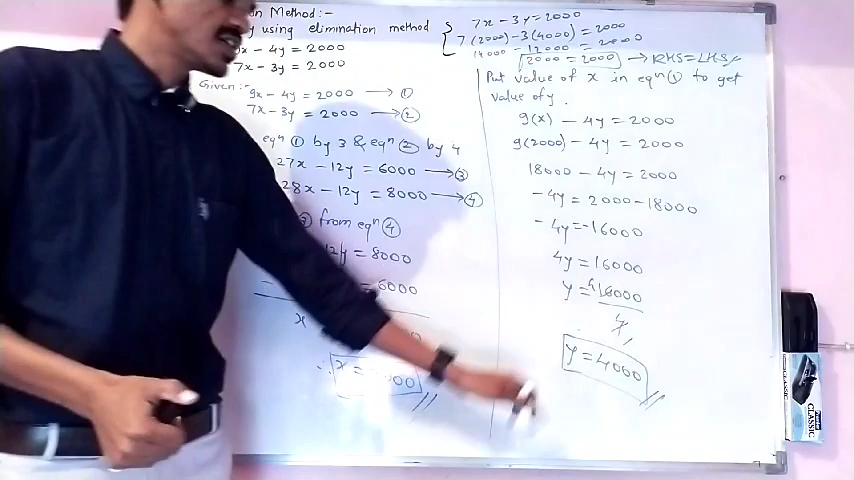 n Method:-
y using elimination method
x - 4y = 2000
7x - 3y = 2000
Given:-
9x - 4y = 2000 → ①
7x - 3y = 2000 → ②
eqⁿ ① by 3 & eqⁿ ② by 4
27x - 12y = 6000 → ③
28x - 12y = 8000 → ④
③ from eqⁿ ④
12y = 8000
= 6000
x
∴ x = 000
7x - 3y = 2000
7(2000) - 3(4000) = 2000
14000 - 12000 = 2000
2000 = 2000 → RHS = LHS
Put value of x in eqⁿ ① to get
value of y.
9(x) - 4y = 2000
9(2000) - 4y = 2000
18000 - 4y = 2000
-4y = 2000 - 18000
-4y = -16000
4y = 16000
y = 16000
4
y = 4000
CLASSIC
CLASSIC